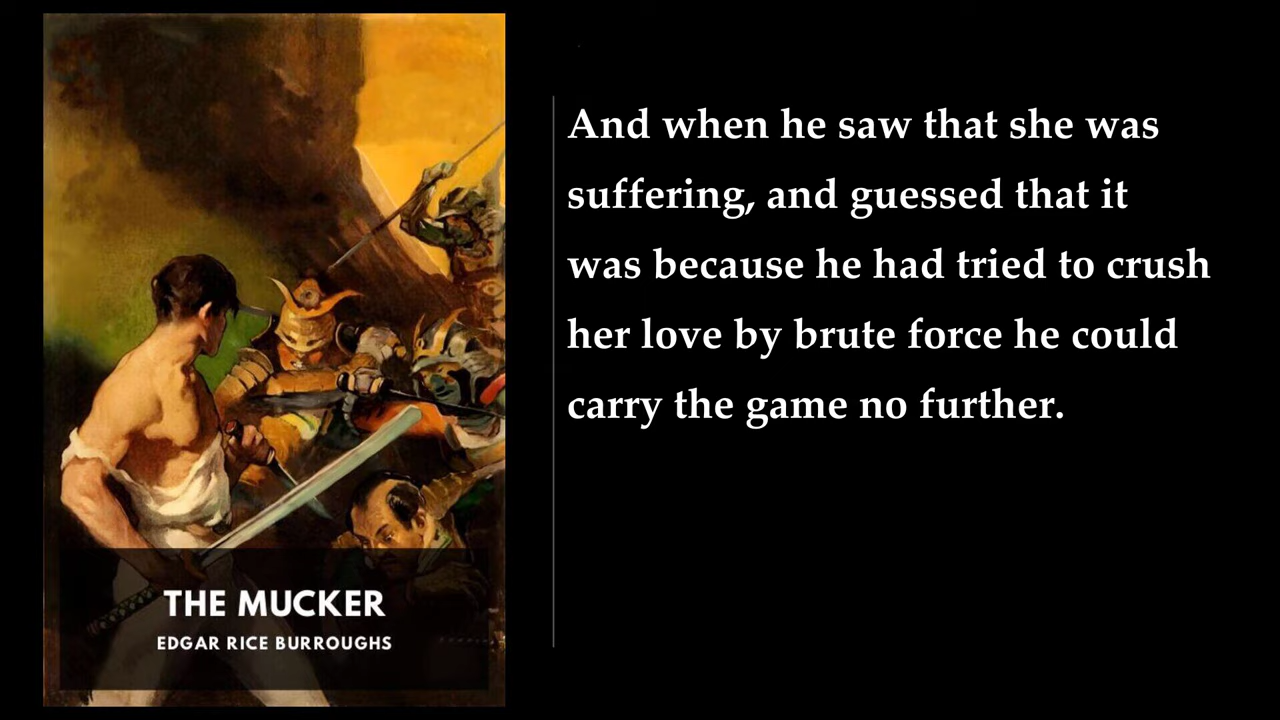 THE MUCKER
EDGAR RICE BURROUGHS
And when he saw that she was
suffering, and guessed that it
was because he had tried to crush
her love by brute force he could
carry the game no further.